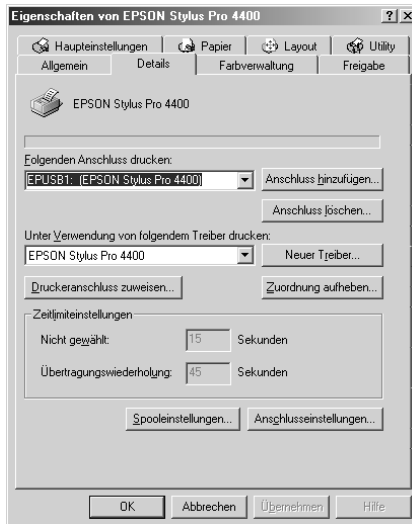 Eigenschaften von EPSON Stylus Pro 4400
Haupteinstellungen Papier Layout Utility
Allgemein Details Farbverwaltung Freigabe
EPSON Stylus Pro 4400
Folgenden Anschluss drucken:
EPUSB1: (EPSON Stylus Pro 4400) Anschluss hinzufügen...
Anschluss löschen...
Unter Verwendung von folgendem Treiber drucken:
EPSON Stylus Pro 4400 Neuer Treiber...
Druckeranschluss zuweisen... Zuordnung aufheben...
Zeitlimiteinstellungen
Nicht gewählt: 15 Sekunden
Übertragungswiederholung: 45 Sekunden
Spooleinstellungen... Anschlusseinstellungen...
OK Abbrechen Übernehmen Hilfe